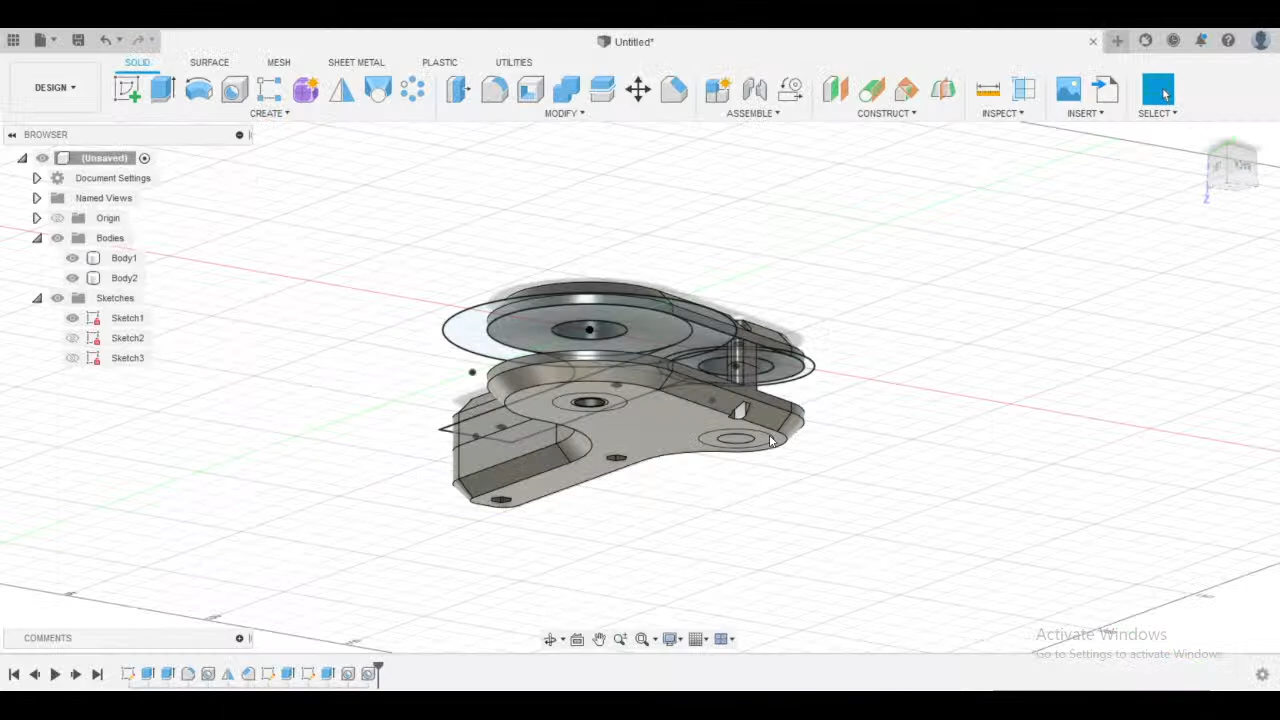 Untitled*
DESIGN
SOLID
SURFACE
MESH
SHEET METAL
PLASTIC
UTILITIES
CREATE
MODIFY
ASSEMBLE
CONSTRUCT
INSPECT
INSERT
SELECT
BROWSER
(Unsaved)
Document Settings
Named Views
Origin
Bodies
Body1
Body2
Sketches
Sketch1
Sketch2
Sketch3
Z
COMMENTS
Activate Windows
Go to Settings to activate Windows.